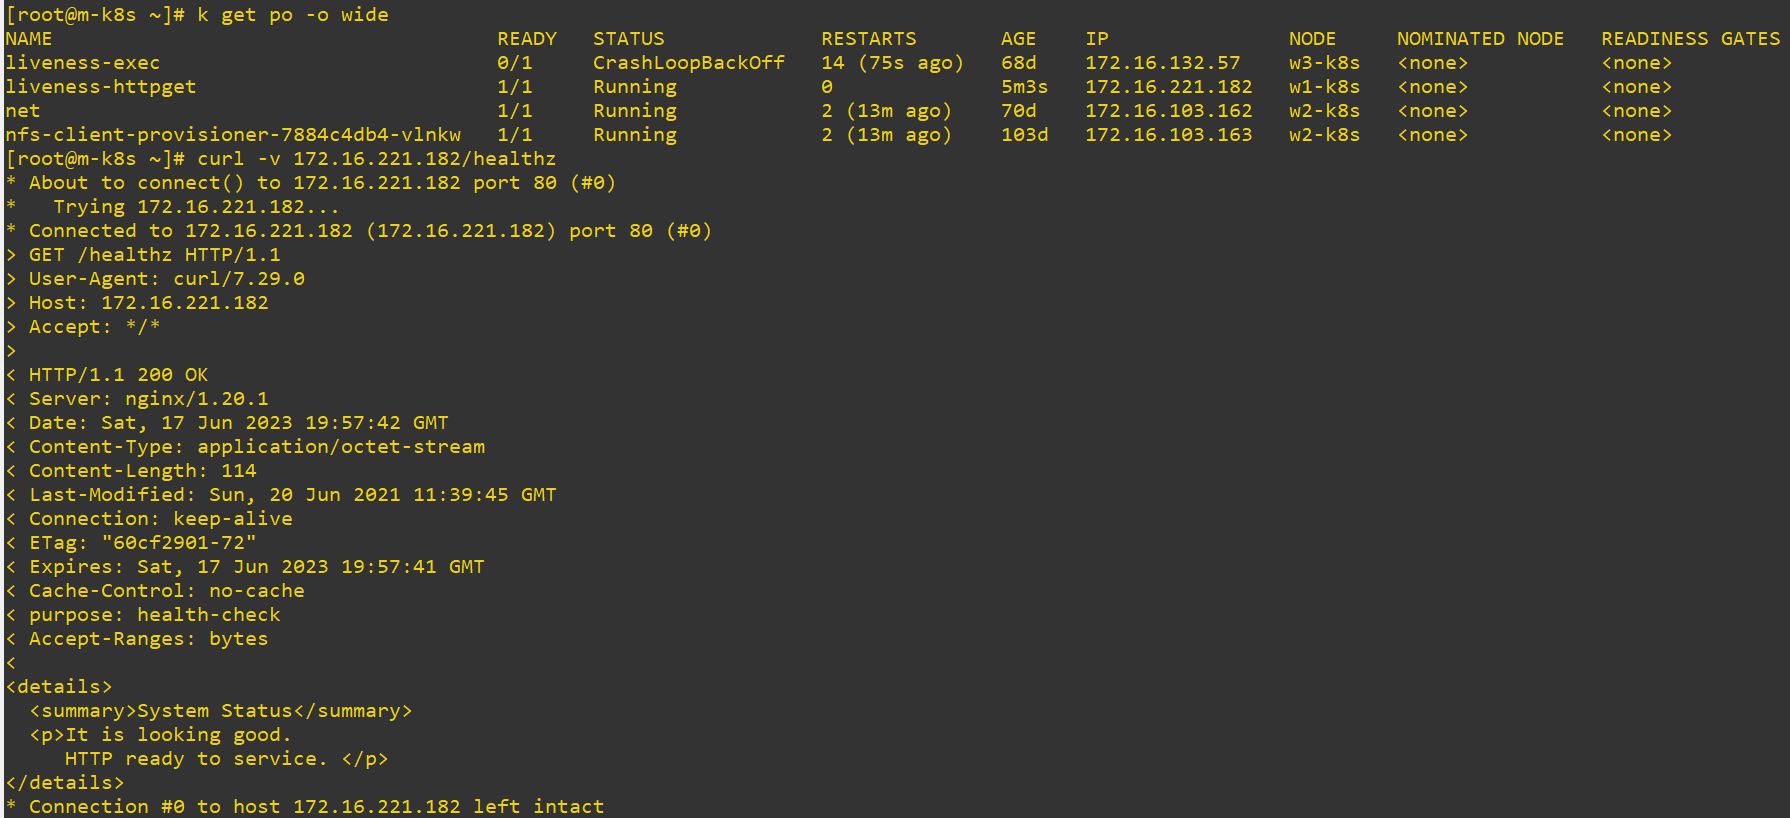 [root@m-k8s ~]# k get po -o wide
NAME                                     READY   STATUS             RESTARTS       AGE    IP               NODE     NOMINATED NODE   READINESS GATES
liveness-exec                            0/1     CrashLoopBackOff   14 (75s ago)   68d    172.16.132.57    w3-k8s   <none>           <none>
liveness-httpget                         1/1     Running            0              5m3s   172.16.221.182   w1-k8s   <none>           <none>
net                                      1/1     Running            2 (13m ago)    70d    172.16.103.162   w2-k8s   <none>           <none>
nfs-client-provisioner-7884c4db4-vlnkw   1/1     Running            2 (13m ago)    103d   172.16.103.163   w2-k8s   <none>           <none>
[root@m-k8s ~]# curl -v 172.16.221.182/healthz
* About to connect() to 172.16.221.182 port 80 (#0)
*   Trying 172.16.221.182...
* Connected to 172.16.221.182 (172.16.221.182) port 80 (#0)
> GET /healthz HTTP/1.1
> User-Agent: curl/7.29.0
> Host: 172.16.221.182
> Accept: */*
>
< HTTP/1.1 200 OK
< Server: nginx/1.20.1
< Date: Sat, 17 Jun 2023 19:57:42 GMT
< Content-Type: application/octet-stream
< Content-Length: 114
< Last-Modified: Sun, 20 Jun 2021 11:39:45 GMT
< Connection: keep-alive
< ETag: "60cf2901-72"
< Expires: Sat, 17 Jun 2023 19:57:41 GMT
< Cache-Control: no-cache
< purpose: health-check
< Accept-Ranges: bytes
<
<details>
  <summary>System Status</summary>
  <p>It is looking good.
     HTTP ready to service. </p>
</details>
* Connection #0 to host 172.16.221.182 left intact